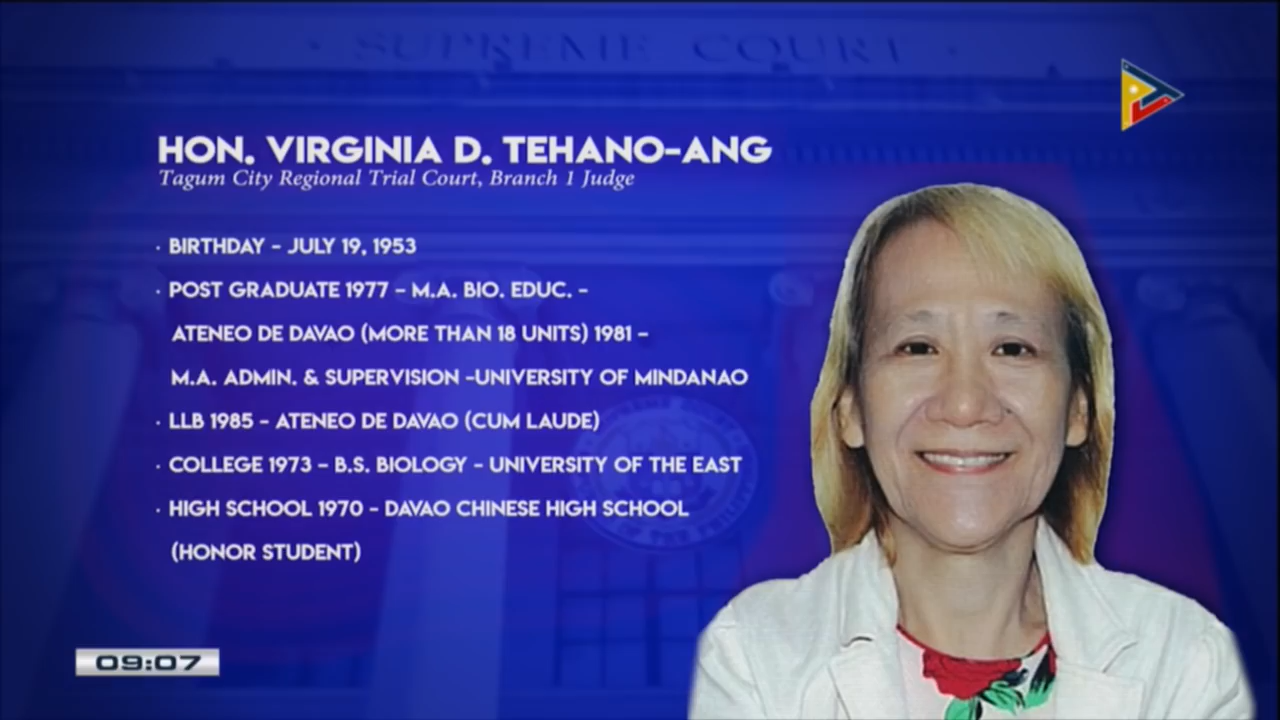 SUPREME COURT
HON. VIRGINIA D. TEHANO-ANG
Tagum City Regional Trial Court, Branch 1 Judge
· BIRTHDAY - JULY 19, 1953
· POST GRADUATE 1977 - M.A. BIO. EDUC. -
ATENEO DE DAVAO (MORE THAN 18 UNITS) 1981 -
M.A. ADMIN. & SUPERVISION -UNIVERSITY OF MINDANAO
· LLB 1985 - ATENEO DE DAVAO (CUM LAUDE)
· COLLEGE 1973 - B.S. BIOLOGY - UNIVERSITY OF THE EAST
· HIGH SCHOOL 1970 - DAVAO CHINESE HIGH SCHOOL
(HONOR STUDENT)
09:07